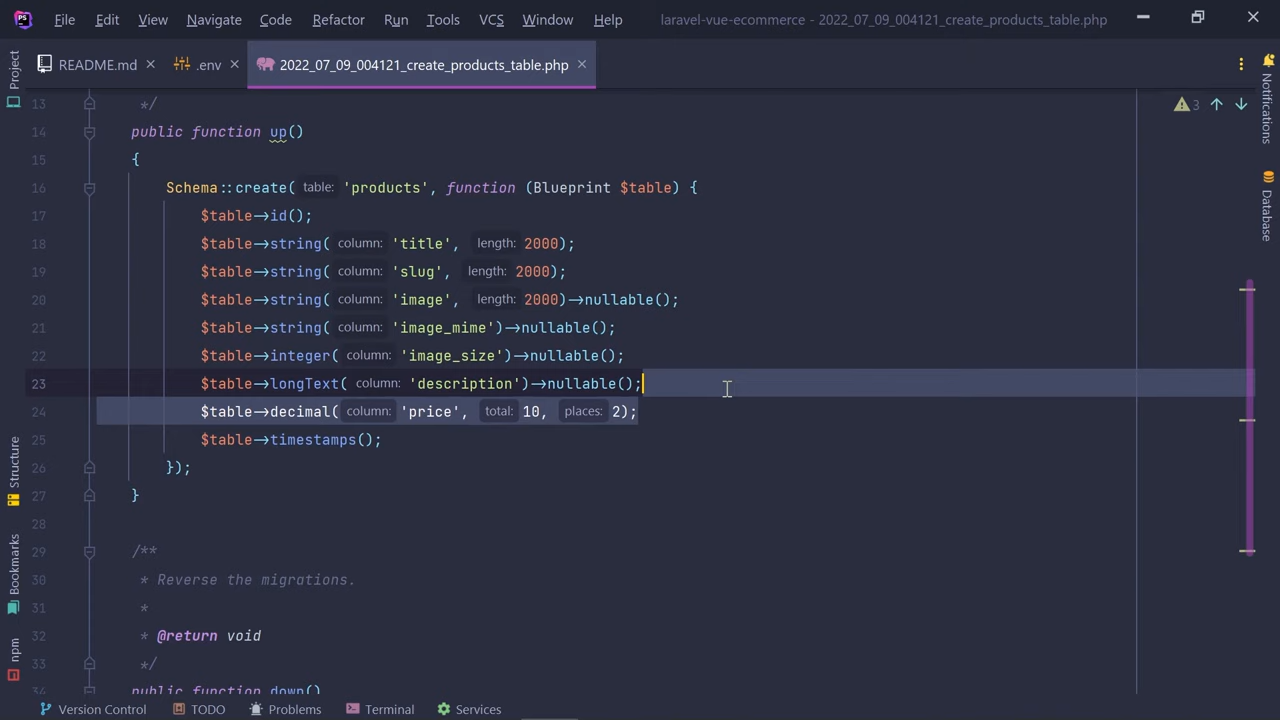 File Edit View Navigate Code Refactor Run Tools VCS Window Help laravel-vue-ecommerce - 2022_07_09_004121_create_products_table.php
README.md .env 2022_07_09_004121_create_products_table.php
Project
Structure
Bookmarks
npm
Notifications
Database
3
13 */
14 public function up()
15 {
16 Schema::create( table: 'products', function (Blueprint $table) {
17 $table->id();
18 $table->string( column: 'title', length: 2000);
19 $table->string( column: 'slug', length: 2000);
20 $table->string( column: 'image', length: 2000)->nullable();
21 $table->string( column: 'image_mime')->nullable();
22 $table->integer( column: 'image_size')->nullable();
23 $table->longText( column: 'description')->nullable();
24 $table->decimal( column: 'price', total: 10, places: 2);
25 $table->timestamps();
26 });
27 }
28
29 /**
30 * Reverse the migrations.
31 *
32 * @return void
33 */
34 public function down()
Version Control TODO Problems Terminal Services